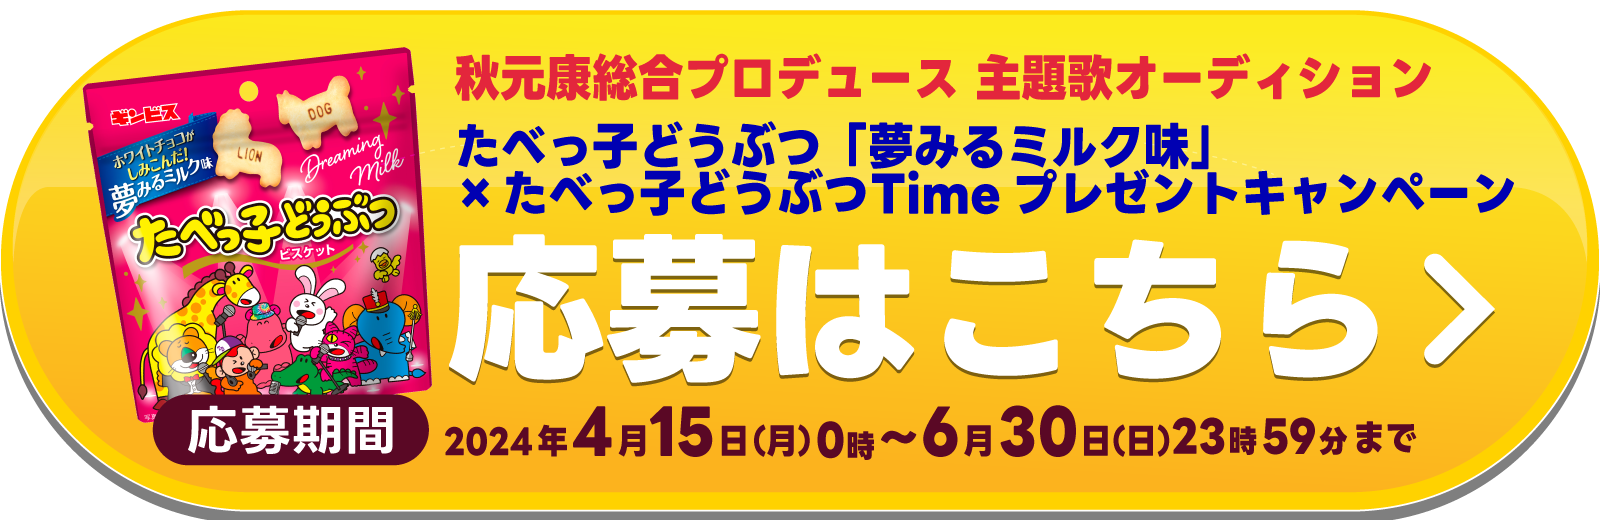 秋元康総合プロデュース 主題歌オーディション
たべっ子どうぶつ「夢みるミルク味」
×たべっ子どうぶつTime プレゼントキャンペーン
応募はこちら
応募期間
2024年4月15日(月)0時～6月30日(日)23時59分まで
ギンビス
ホワイトチョコが
しみこんだ!
夢みるミルク味
LION
DOG
Dreaming
Milk
たべっ子どうぶつ
ビスケット